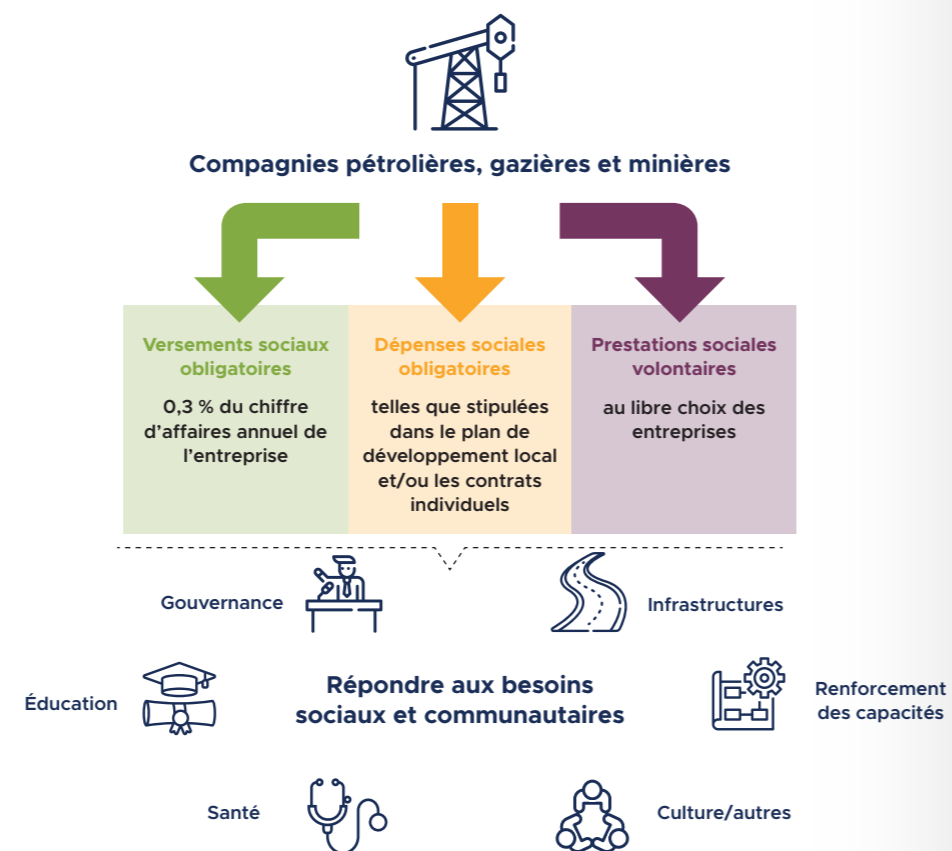 Compagnies pétrolières, gazières et minières
Versements sociaux
obligatoires
0,3 % du chiffre
d’affaires annuel de
l’entreprise
Dépenses sociales
obligatoires
telles que stipulées
dans le plan de
développement local
et/ou les contrats
individuels
Prestations sociales
volontaires
au libre choix des
entreprises
Gouvernance
Infrastructures
Éducation
Répondre aux besoins
sociaux et communautaires
Renforcement
des capacités
Santé
Culture/autres